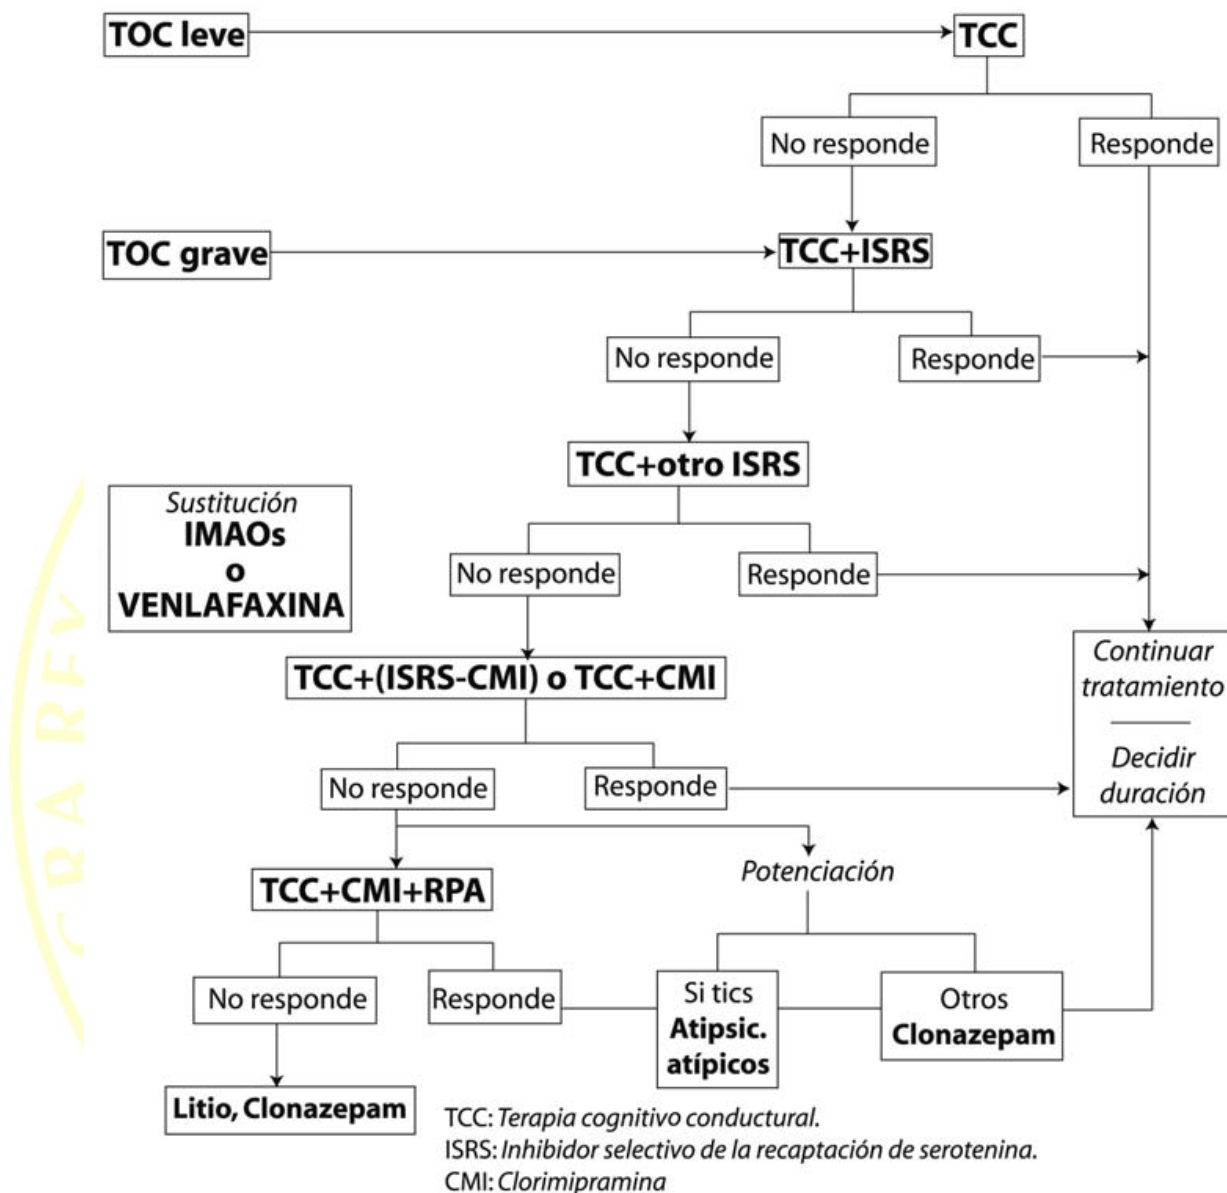 TOC leve
TCC
No responde
Responde
TOC grave
TCC+ISRS
No responde
Responde
TCC+otro ISRS
Sustitución
IMAOs
o
VENLAFAXINA
No responde
Responde
TCC+(ISRS-CMI) o TCC+CMI
Continuar
tratamiento
Decidir
duración
No responde
Responde
TCC+CMI+RPA
Potenciación
No responde
Responde
Si tics
Atipsic.
atípicos
Otros
Clonazepam
Litio, Clonazepam
TCC: Terapia cognitivo conductural.
ISRS: Inhibidor selectivo de la recaptación de serotenina.
CMI: Clorimipramina